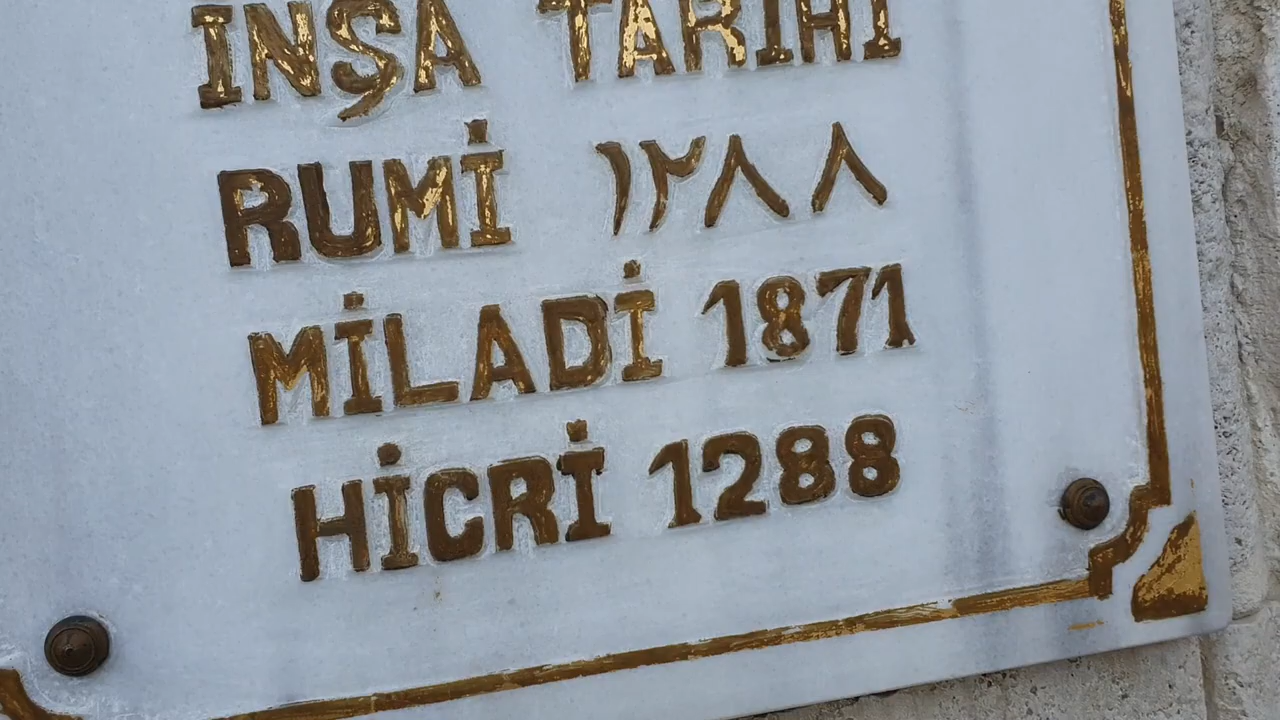 İNŞA TARİHİ
RUMİ ١٢٨٨
MİLADİ 1871
HİCRİ 1288